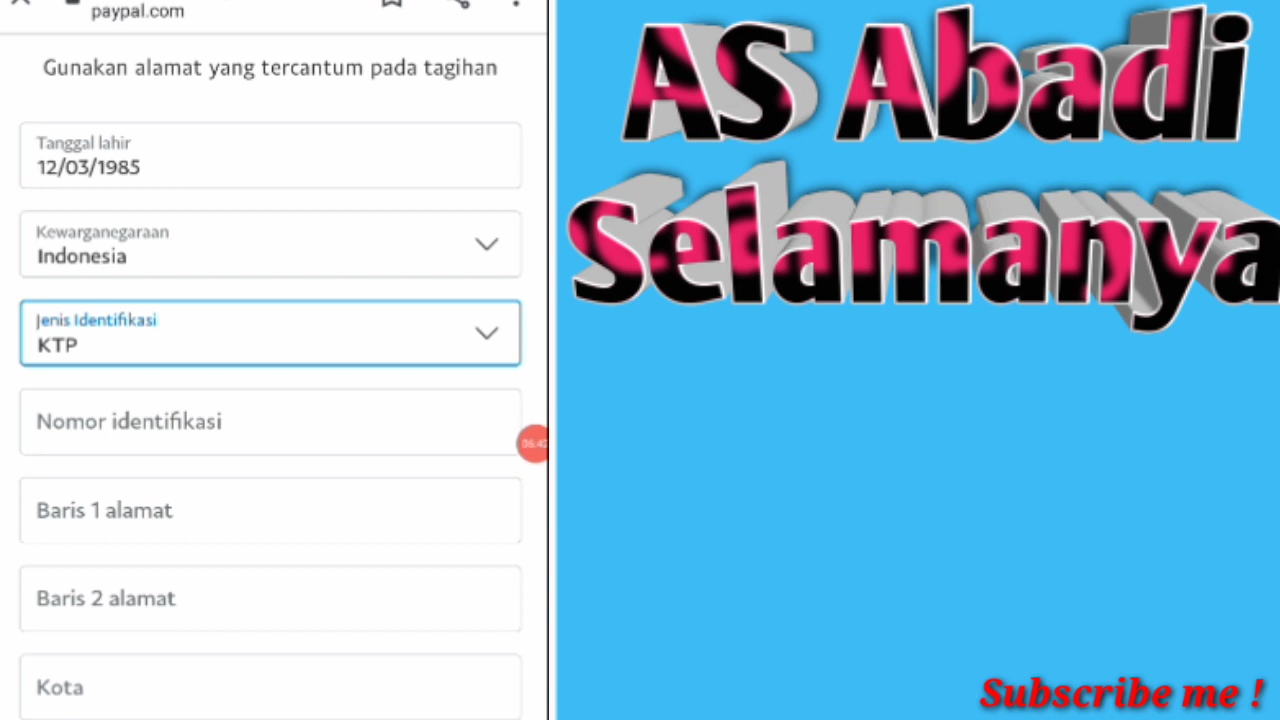 paypal.com
Gunakan alamat yang tercantum pada tagihan
Tanggal lahir
12/03/1985
Kewarganegaraan
Indonesia
Jenis Identifikasi
KTP
Nomor identifikasi
Baris 1 alamat
Baris 2 alamat
Kota
AS Abadi
Selamanya
Subscribe me !